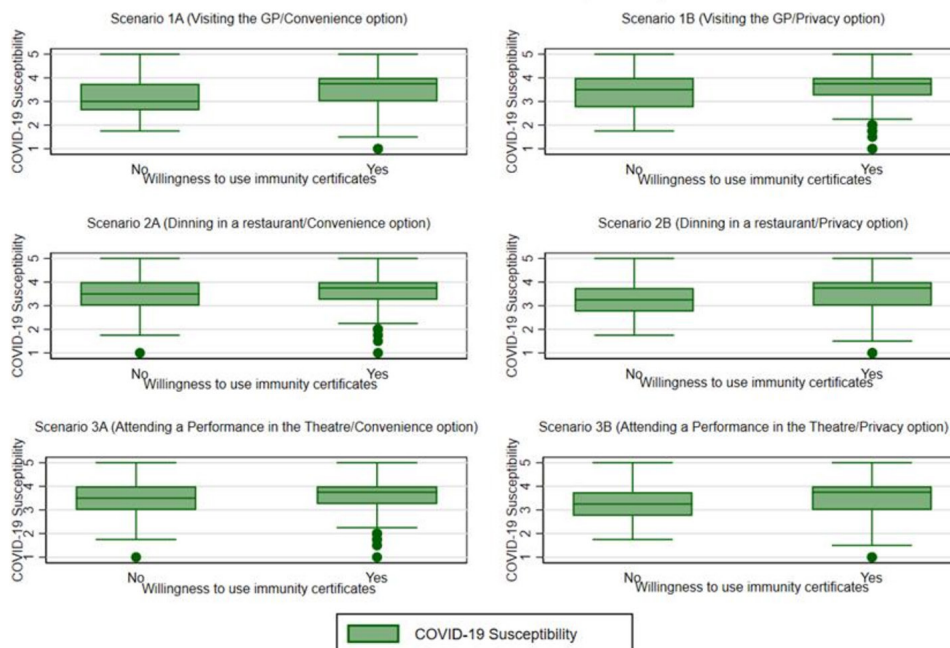 Scenario 1A (Visiting the GP/Convenience option)
COVID-19 Susceptibility
5
4
3
2
1
No
Yes
Willingness to use immunity certificates
Scenario 1B (Visiting the GP/Privacy option)
COVID-19 Susceptibility
5
4
3
2
1
No
Yes
Willingness to use immunity certificates
Scenario 2A (Dinning in a restaurant/Convenience option)
COVID-19 Susceptibility
5
4
3
2
1
No
Yes
Willingness to use immunity certificates
Scenario 2B (Dinning in a restaurant/Privacy option)
COVID-19 Susceptibility
5
4
3
2
1
No
Yes
Willingness to use immunity certificates
Scenario 3A (Attending a Performance in the Theatre/Convenience option)
COVID-19 Susceptibility
5
4
3
2
1
No
Yes
Willingness to use immunity certificates
Scenario 3B (Attending a Performance in the Theatre/Privacy option)
COVID-19 Susceptibility
5
4
3
2
1
No
Yes
Willingness to use immunity certificates
COVID-19 Susceptibility